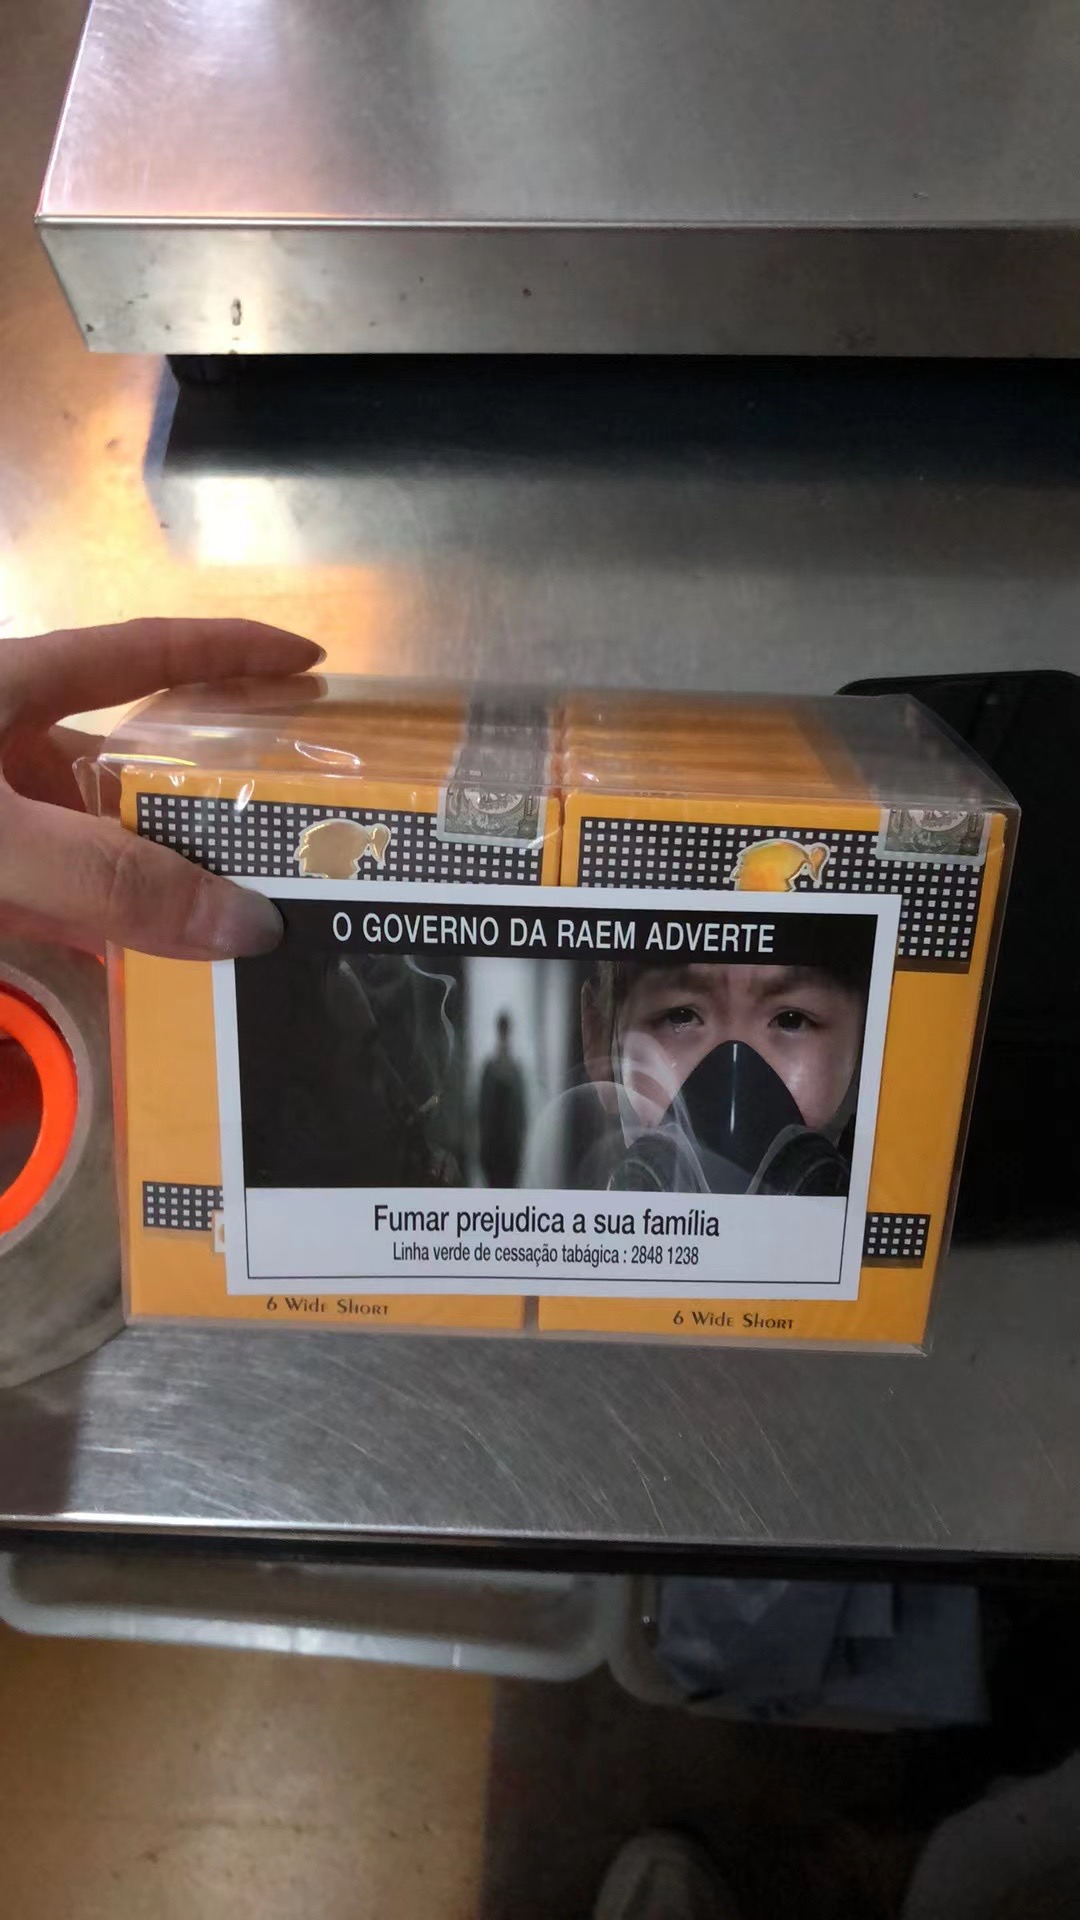 O GOVERNO DA RAEM ADVERTE
Fumar prejudica a sua família
Linha verde de cessação tabágica : 2848 1238
6 Wide Short
6 Wide Short